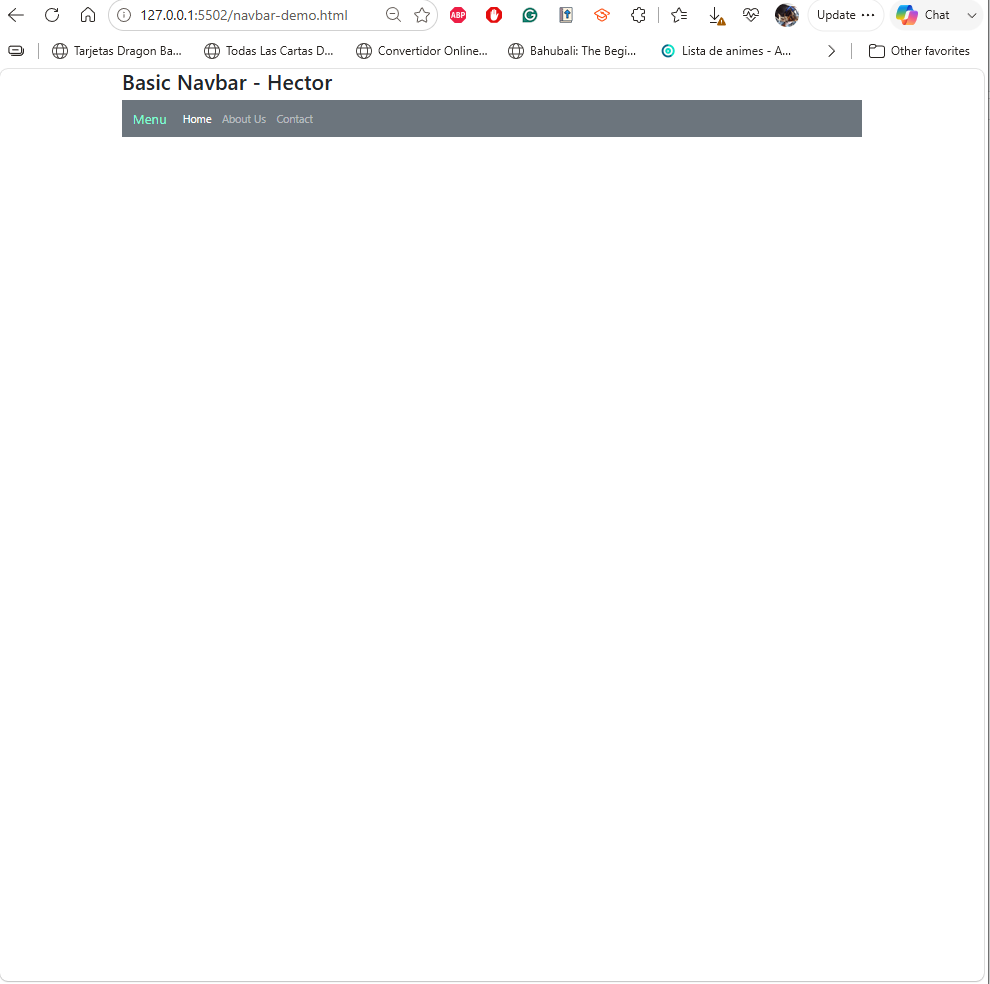 127.0.0.1:5502/navbar-demo.html ABP Update Chat
Tarjetas Dragon Ba... Todas Las Cartas D... Convertidor Online... Bahubali: The Begi... Lista de animes - A... Other favorites
Basic Navbar - Hector
Menu Home About Us Contact